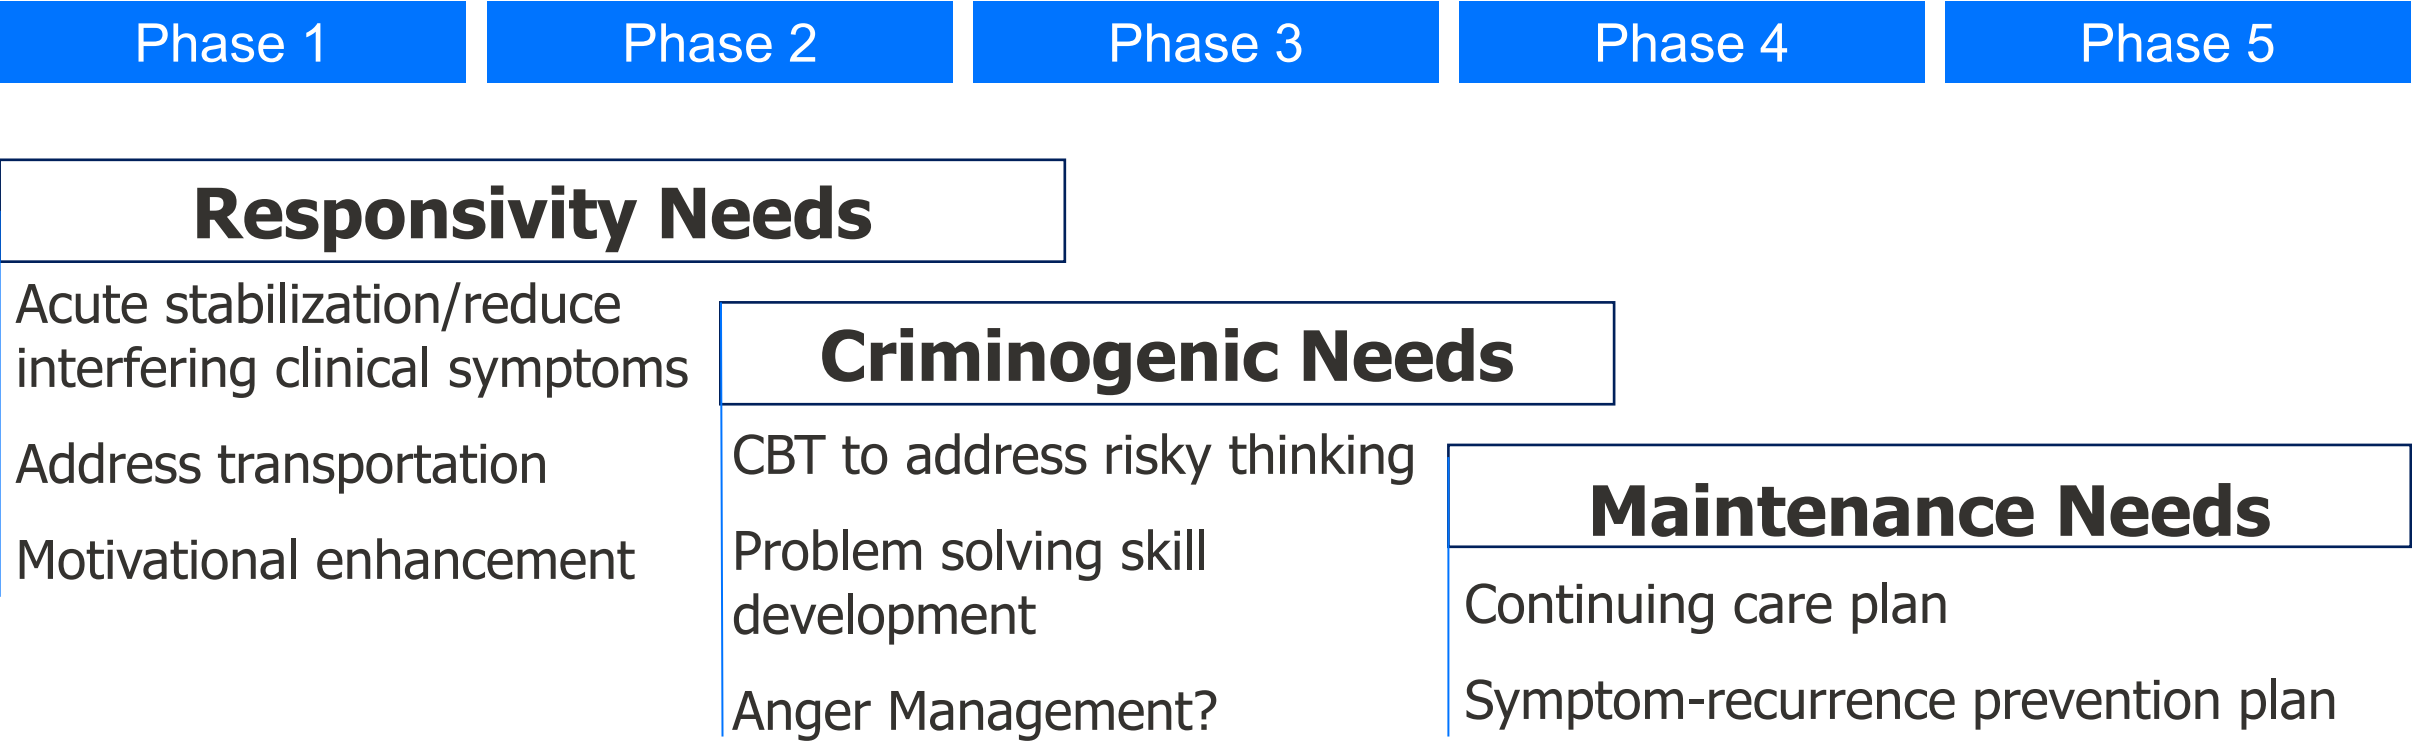 Phase 1
Phase 2
Phase 3
Phase 4
Phase 5
Responsivity Needs
Acute stabilization/reduce
interfering clinical symptoms
Address transportation
Motivational enhancement
Criminogenic Needs
CBT to address risky thinking
Problem solving skill
development
Anger Management?
Maintenance Needs
Continuing care plan
Symptom-recurrence prevention plan